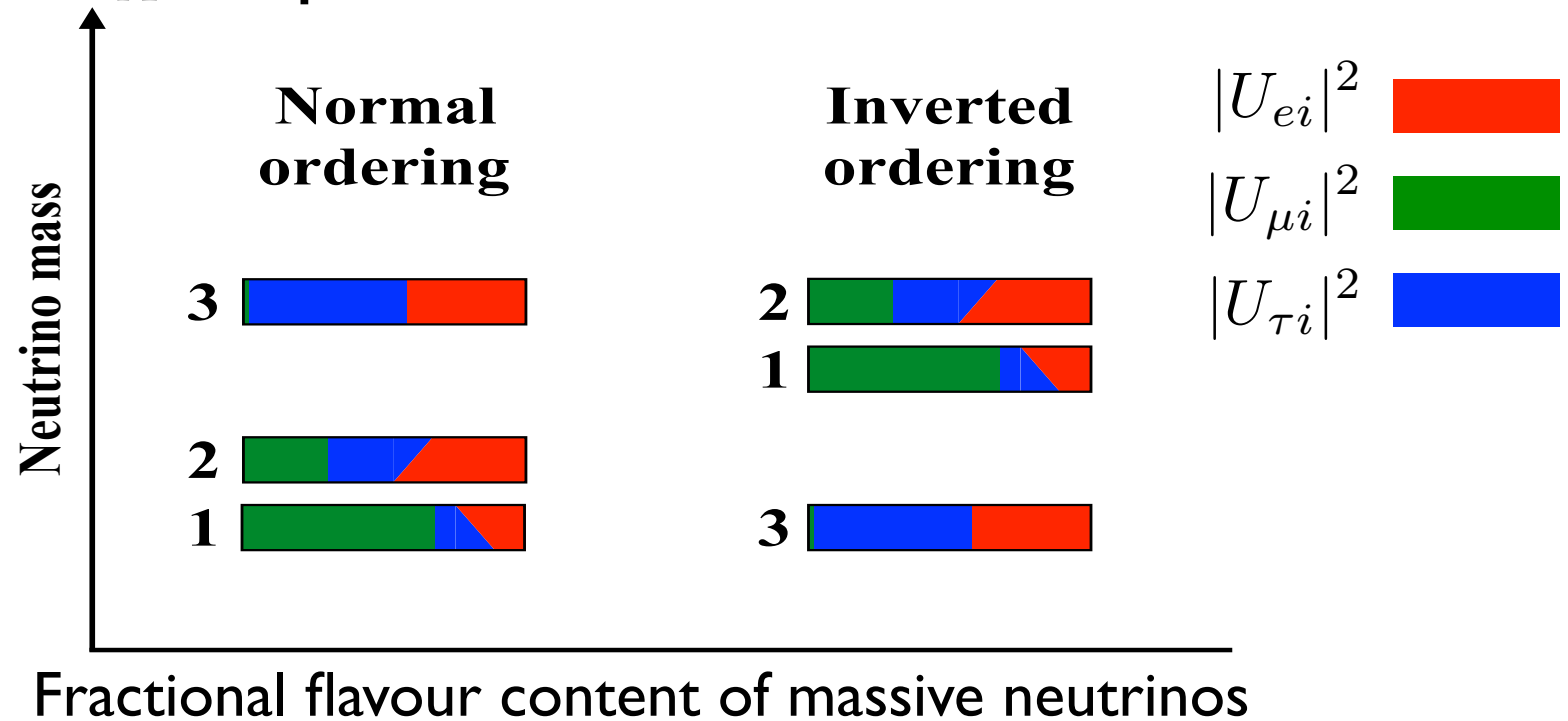 Normal
ordering
Inverted
ordering
|U_{ei}|^2
|U_{μi}|^2
|U_{τi}|^2
Neutrino mass
3
2
1
2
1
3
Fractional flavour content of massive neutrinos